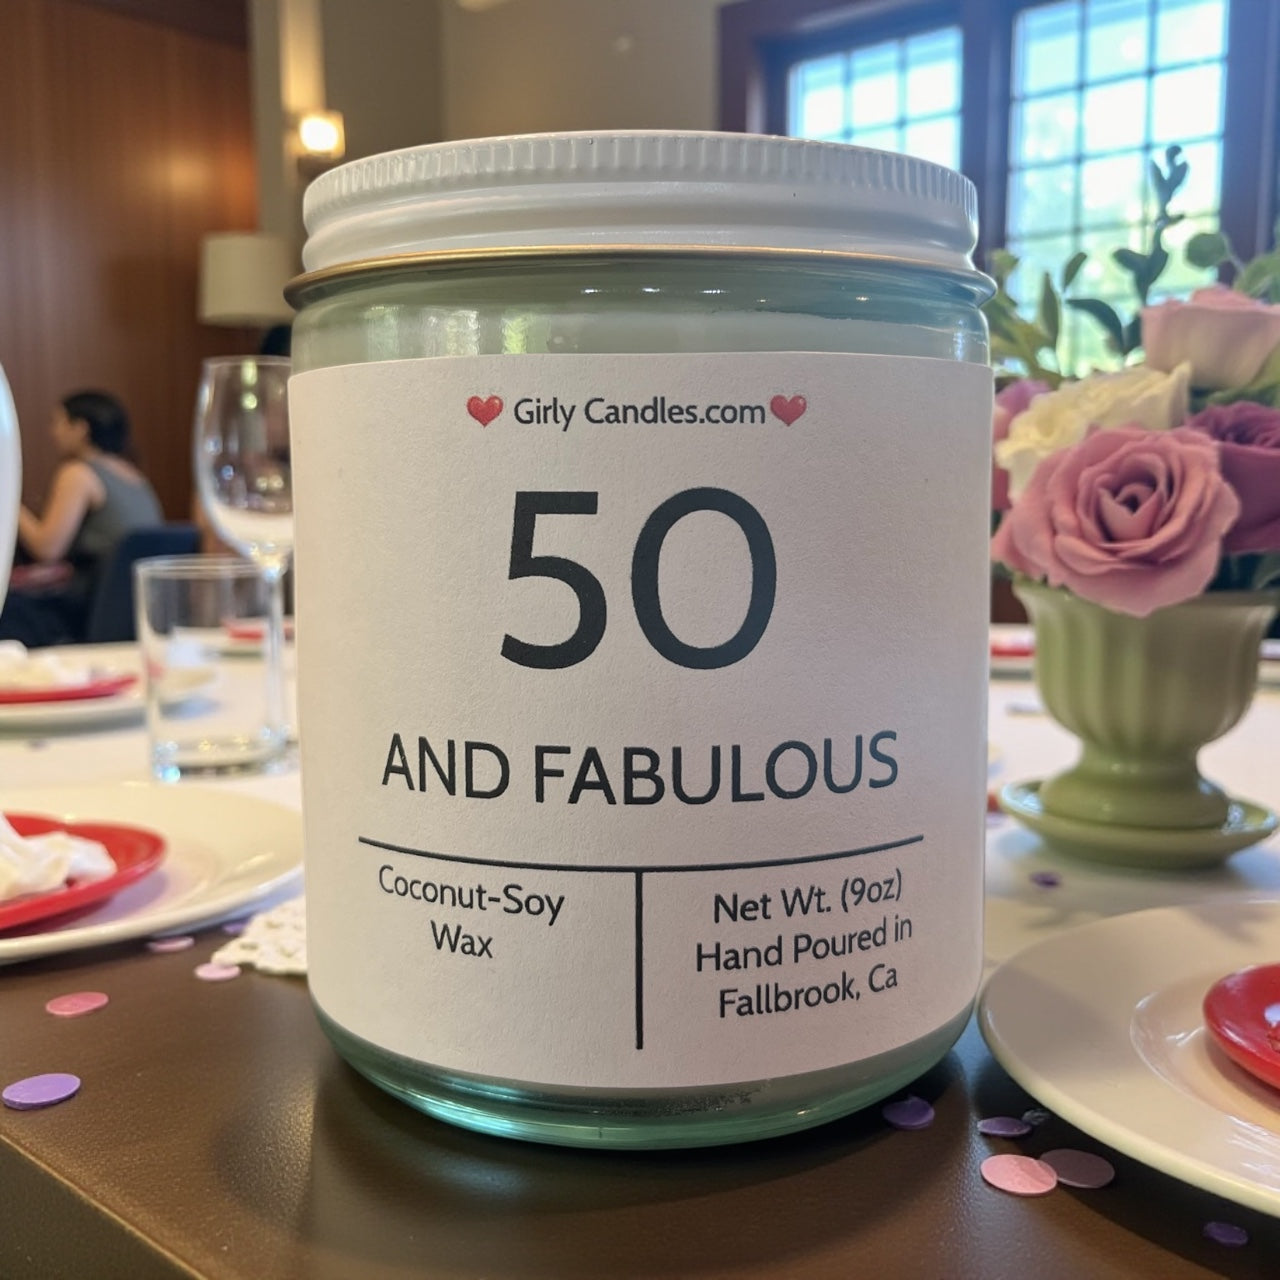 ❤️ Girly Candles.com ❤️
50
AND FABULOUS
Coconut-Soy
Wax
Net Wt. (9oz)
Hand Poured in
Fallbrook, Ca